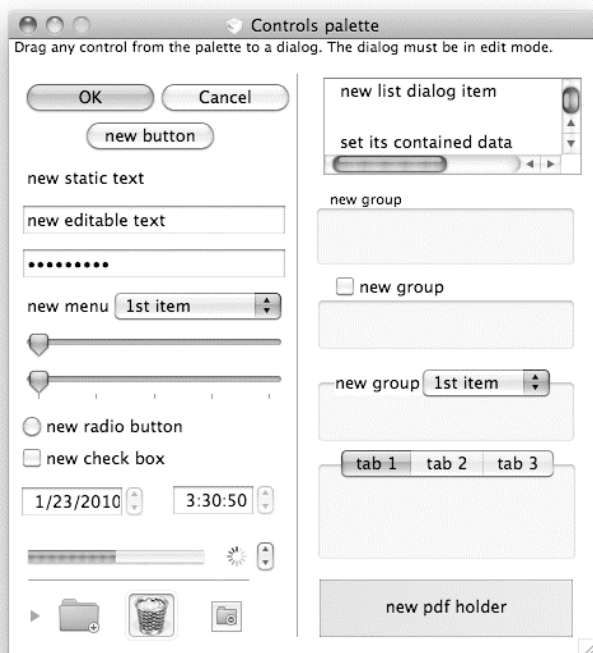 Controls palette
Drag any control from the palette to a dialog. The dialog must be in edit mode.
OK
Cancel
new button
new static text
new editable text
•••••••••
new menu 1st item
new radio button
new check box
1/23/2010
3:30:50
new list dialog item
set its contained data
new group
new group
new group 1st item
tab 1
tab 2
tab 3
new pdf holder